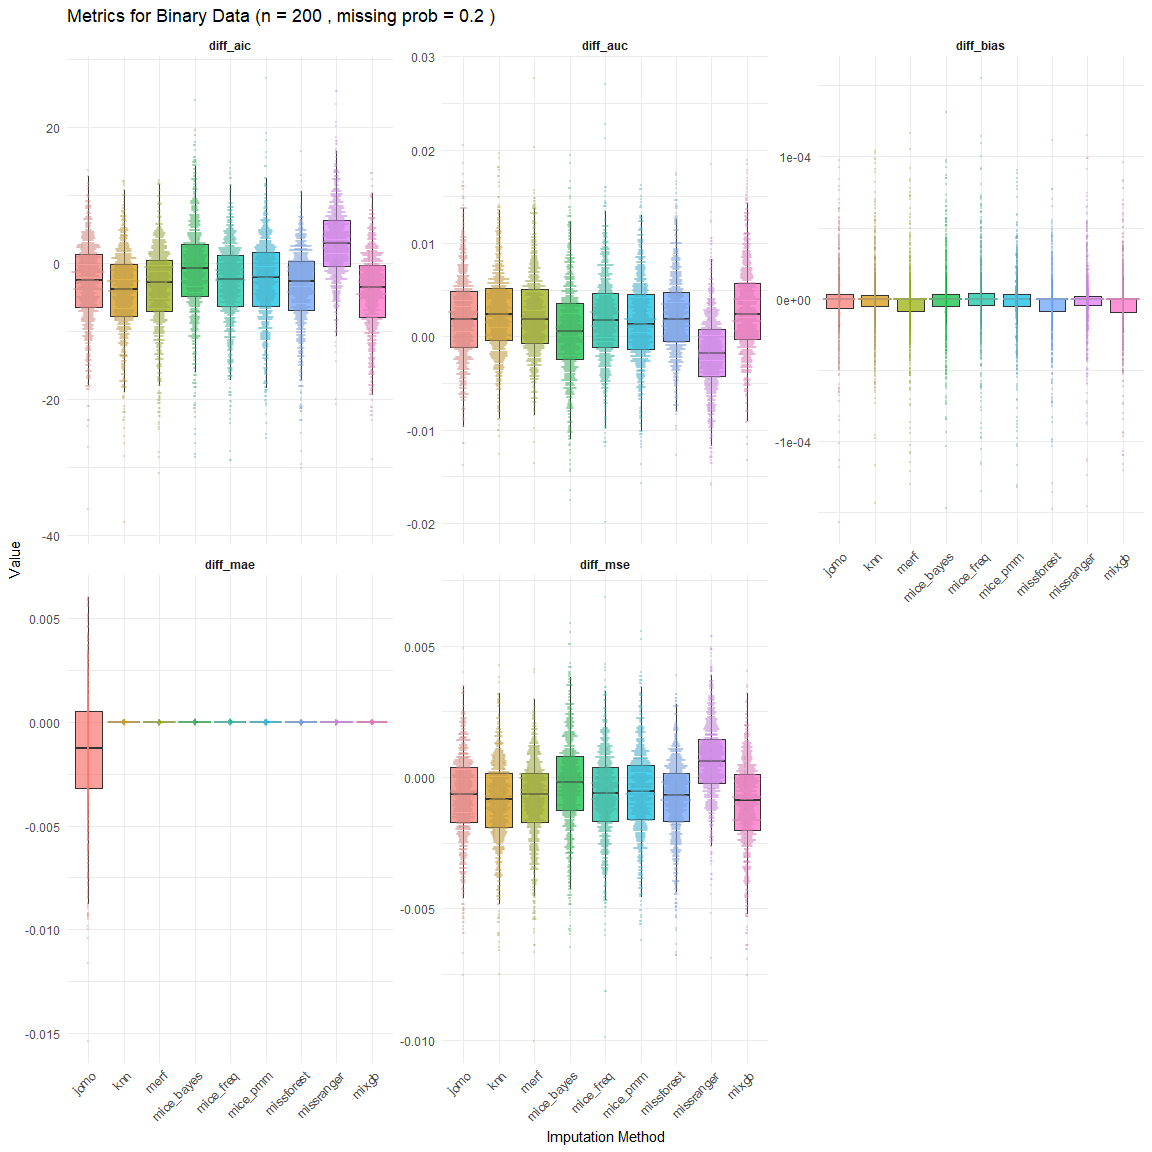 Metrics for Binary Data (n = 200 , missing prob = 0.2 )
diff_aic
diff_auc
diff_bias
20
0
-20
-40
0.03
0.02
0.01
0.00
-0.01
-0.02
1e-04
0e+00
-1e-04
jomo
knn
merf
mice_bayes
mice_freq
mice_pmm
missforest
missranger
mixgb
Value
diff_mae
diff_mse
0.005
0.000
-0.005
-0.010
-0.015
0.005
0.000
-0.005
-0.010
jomo
knn
merf
mice_bayes
mice_freq
mice_pmm
missforest
missranger
mixgb
jomo
knn
merf
mice_bayes
mice_freq
mice_pmm
missforest
missranger
mixgb
Imputation Method